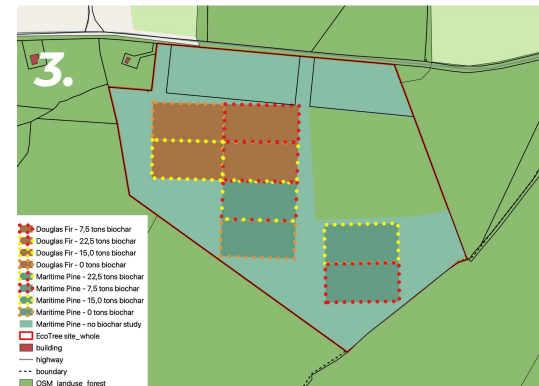 3.
Douglas Fir - 7,5 tons biochar
Douglas Fir - 22,5 tons biochar
Douglas Fir - 15,0 tons biochar
Douglas Fir - 0 tons biochar
Maritime Pine - 22,5 tons biochar
Maritime Pine - 7,5 tons biochar
Maritime Pine - 15,0 tons biochar
Maritime Pine - 0 tons biochar
Maritime Pine - no biochar study
EcoTree site_whole
building
highway
boundary
OSM_landuse_forest